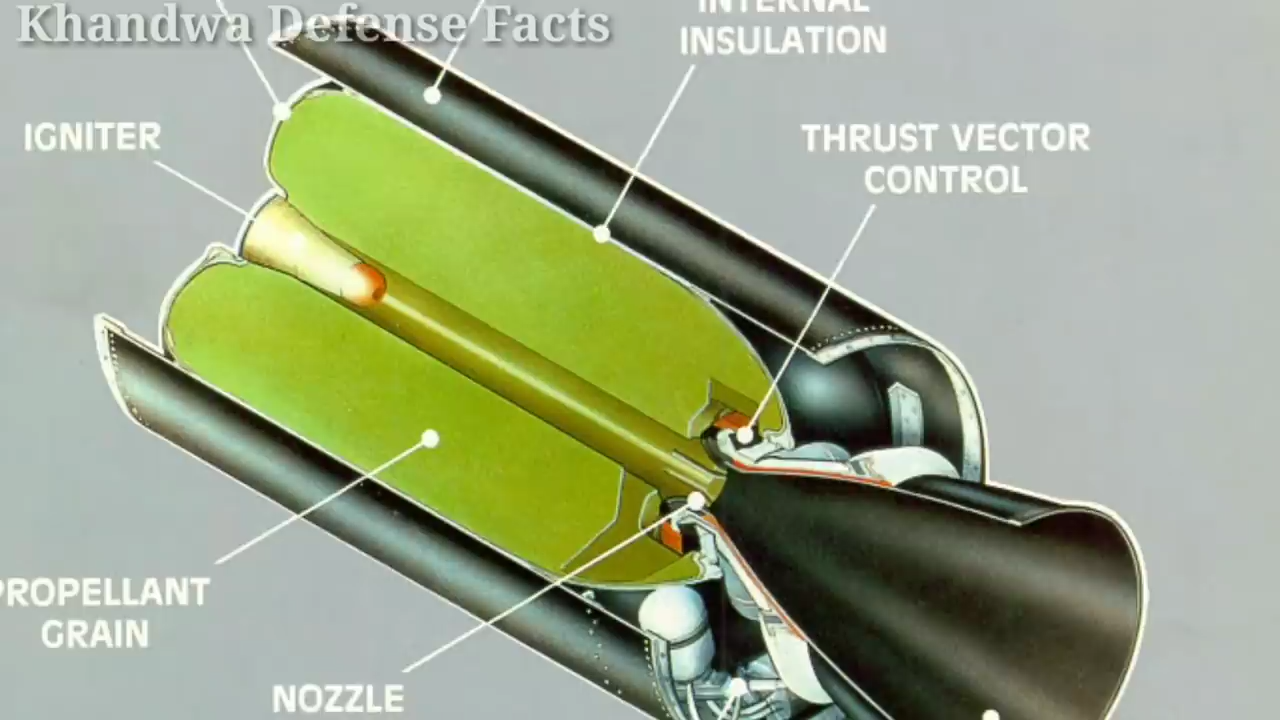 Khandwa Defense Facts
INTERNAL
INSULATION
IGNITER
THRUST VECTOR
CONTROL
PROPELLANT
GRAIN
NOZZLE